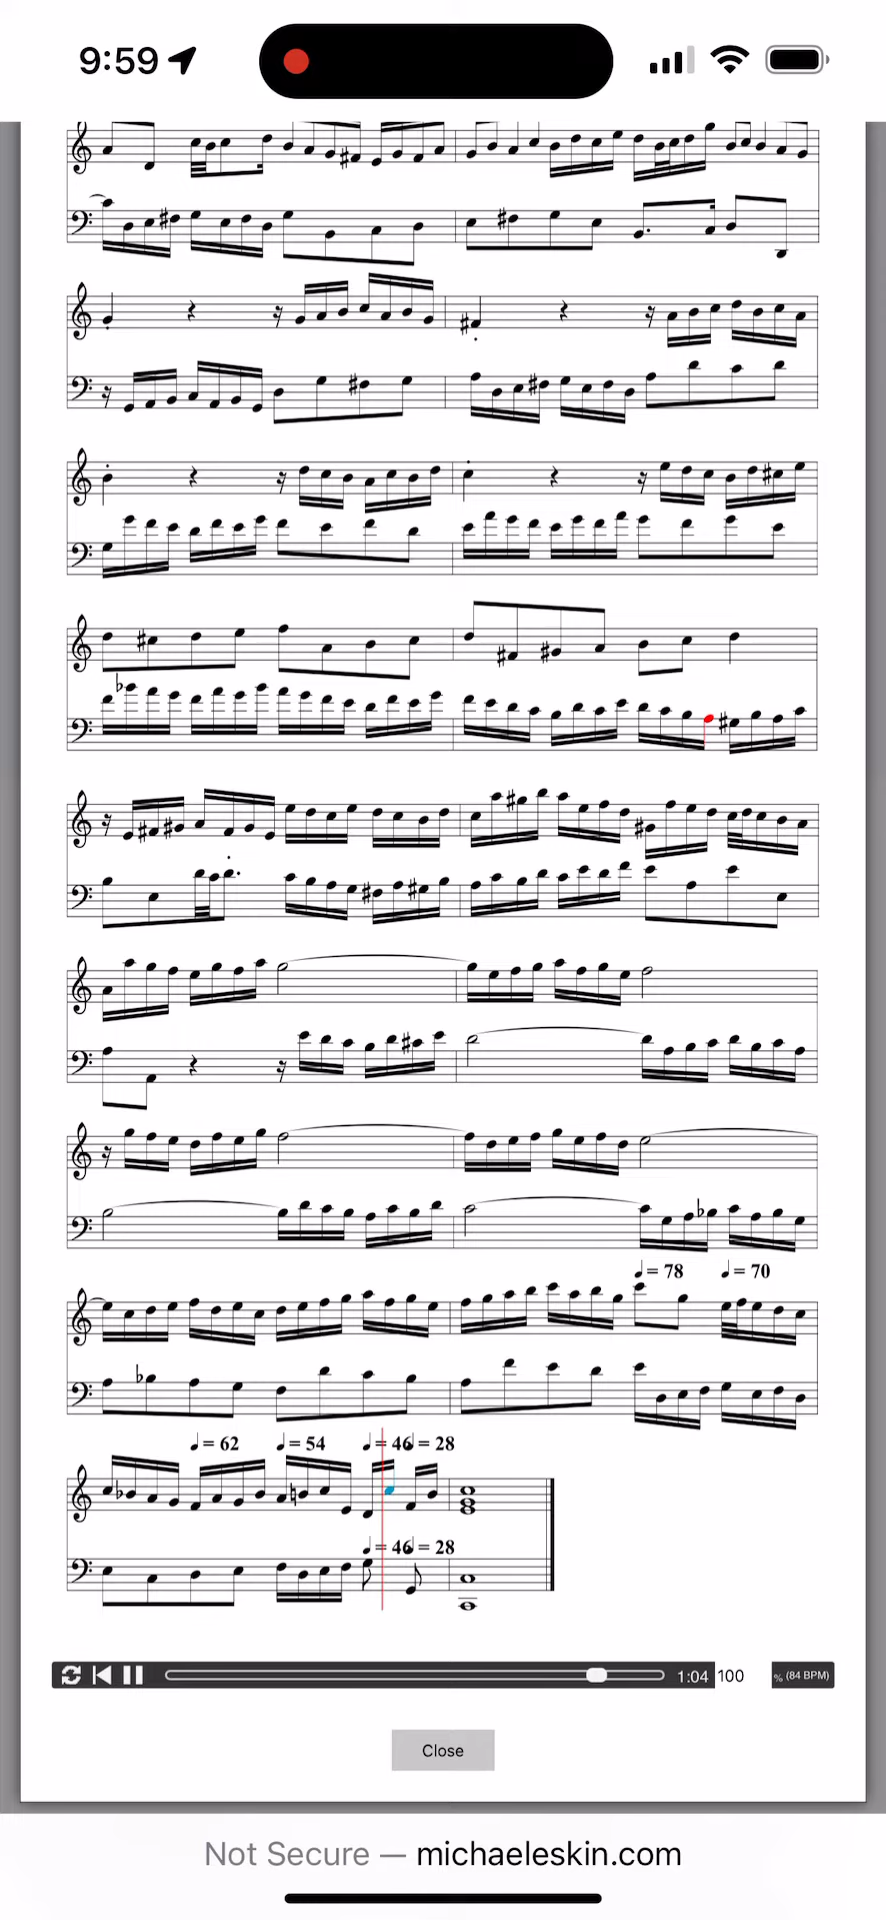 9:59
♩ = 78 ♩ = 70
♩ = 62 ♩ = 54 ♩ = 46 ♩ = 28
♩ = 46 ♩ = 28
1:04 100 % (84 BPM)
Close
Not Secure — michaeleskin.com